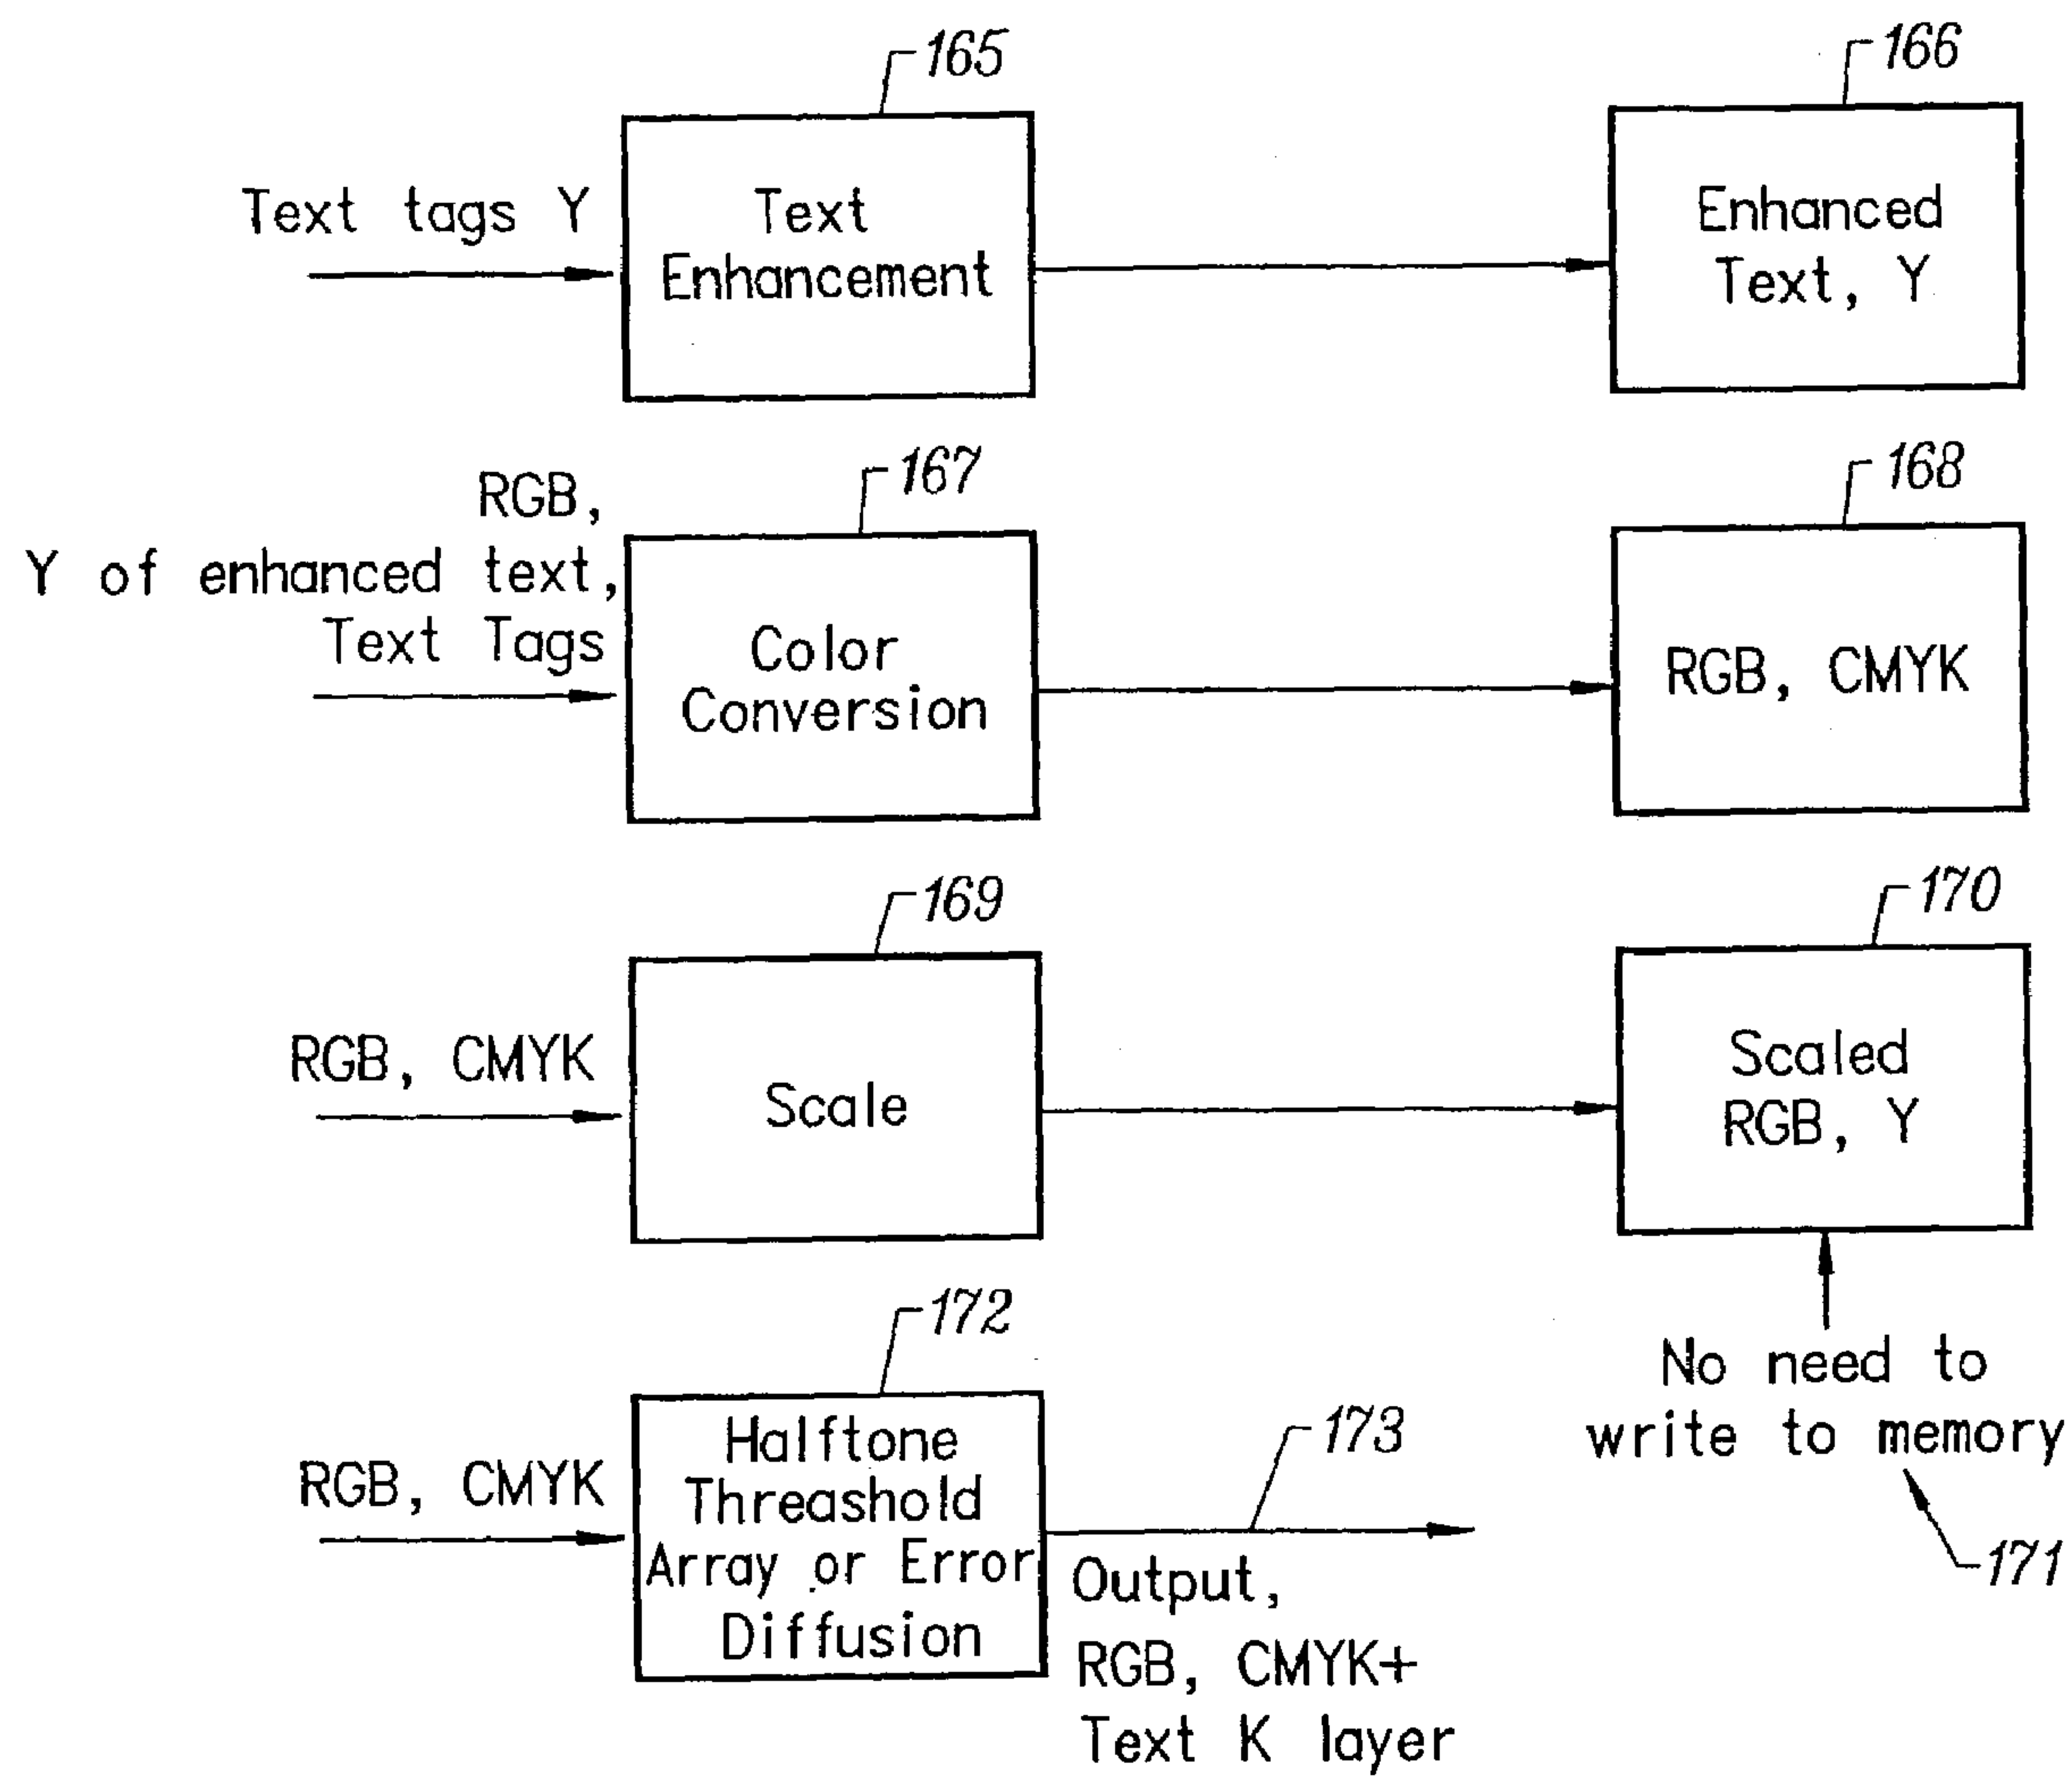 165
166
Text tags Y
Text
Enhancement
Enhanced
Text, Y
167
168
RGB,
Y of enhanced text,
Text Tags
Color
Conversion
RGB, CMYK
169
170
RGB, CMYK
Scale
Scaled
RGB, Y
172
No need to
write to memory
171
RGB, CMYK
Halftone
Threashold
Array or Error
Diffusion
173
Output,
RGB, CMYK+
Text K layer